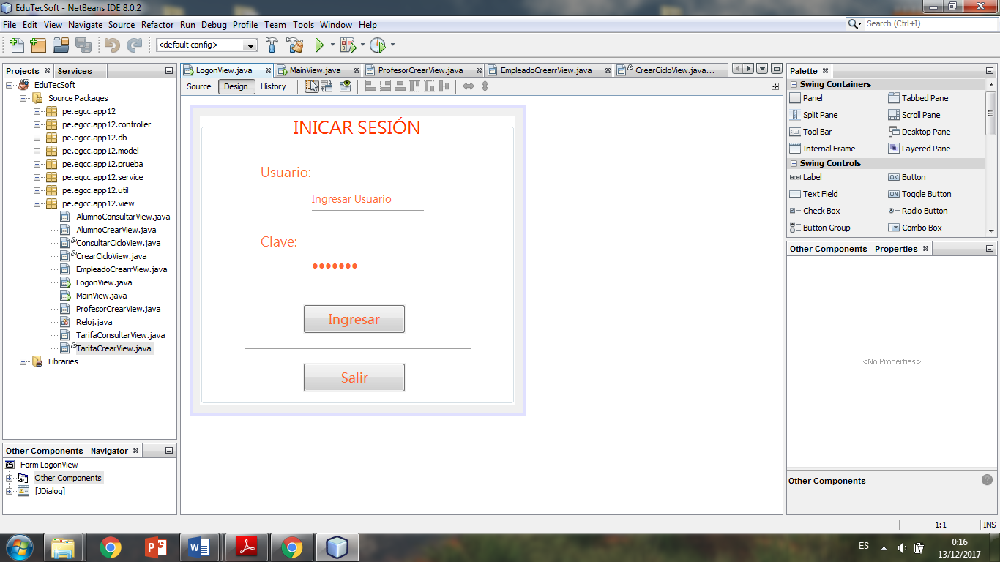 EduTecSoft - NetBeans IDE 8.0.2
File Edit View Navigate Source Refactor Run Debug Profile Team Tools Window Help
Search (Ctrl+I)
<default config>
Projects Services
EduTecSoft
Source Packages
pe.egcc.app12
pe.egcc.app12.controller
pe.egcc.app12.db
pe.egcc.app12.model
pe.egcc.app12.prueba
pe.egcc.app12.service
pe.egcc.app12.util
pe.egcc.app12.view
AlumnoConsultarView.java
AlumnoCrearView.java
ConsultarCicloView.java
CrearCicloView.java
EmpleadoCrearrView.java
LogonView.java
MainView.java
ProfesorCrearView.java
Reloj.java
TarifaConsultarView.java
TarifaCrearView.java
Libraries
Other Components - Navigator
Form LogonView
Other Components
[JDialog]
LogonView.java MainView.java ProfesorCrearView.java EmpleadoCrearrView.java CrearCicloView.java...
Source Design History
INICAR SESIÓN
Usuario:
Ingresar Usuario
Clave:
Ingresar
Salir
Palette
Swing Containers
Panel Tabbed Pane
Split Pane Scroll Pane
Tool Bar Desktop Pane
Internal Frame Layered Pane
Swing Controls
label Label OK Button
Text Field ON Toggle Button
Check Box Radio Button
Button Group Combo Box
Other Components - Properties
<No Properties>
Other Components
1:1 INS
ES
0:16
13/12/2017